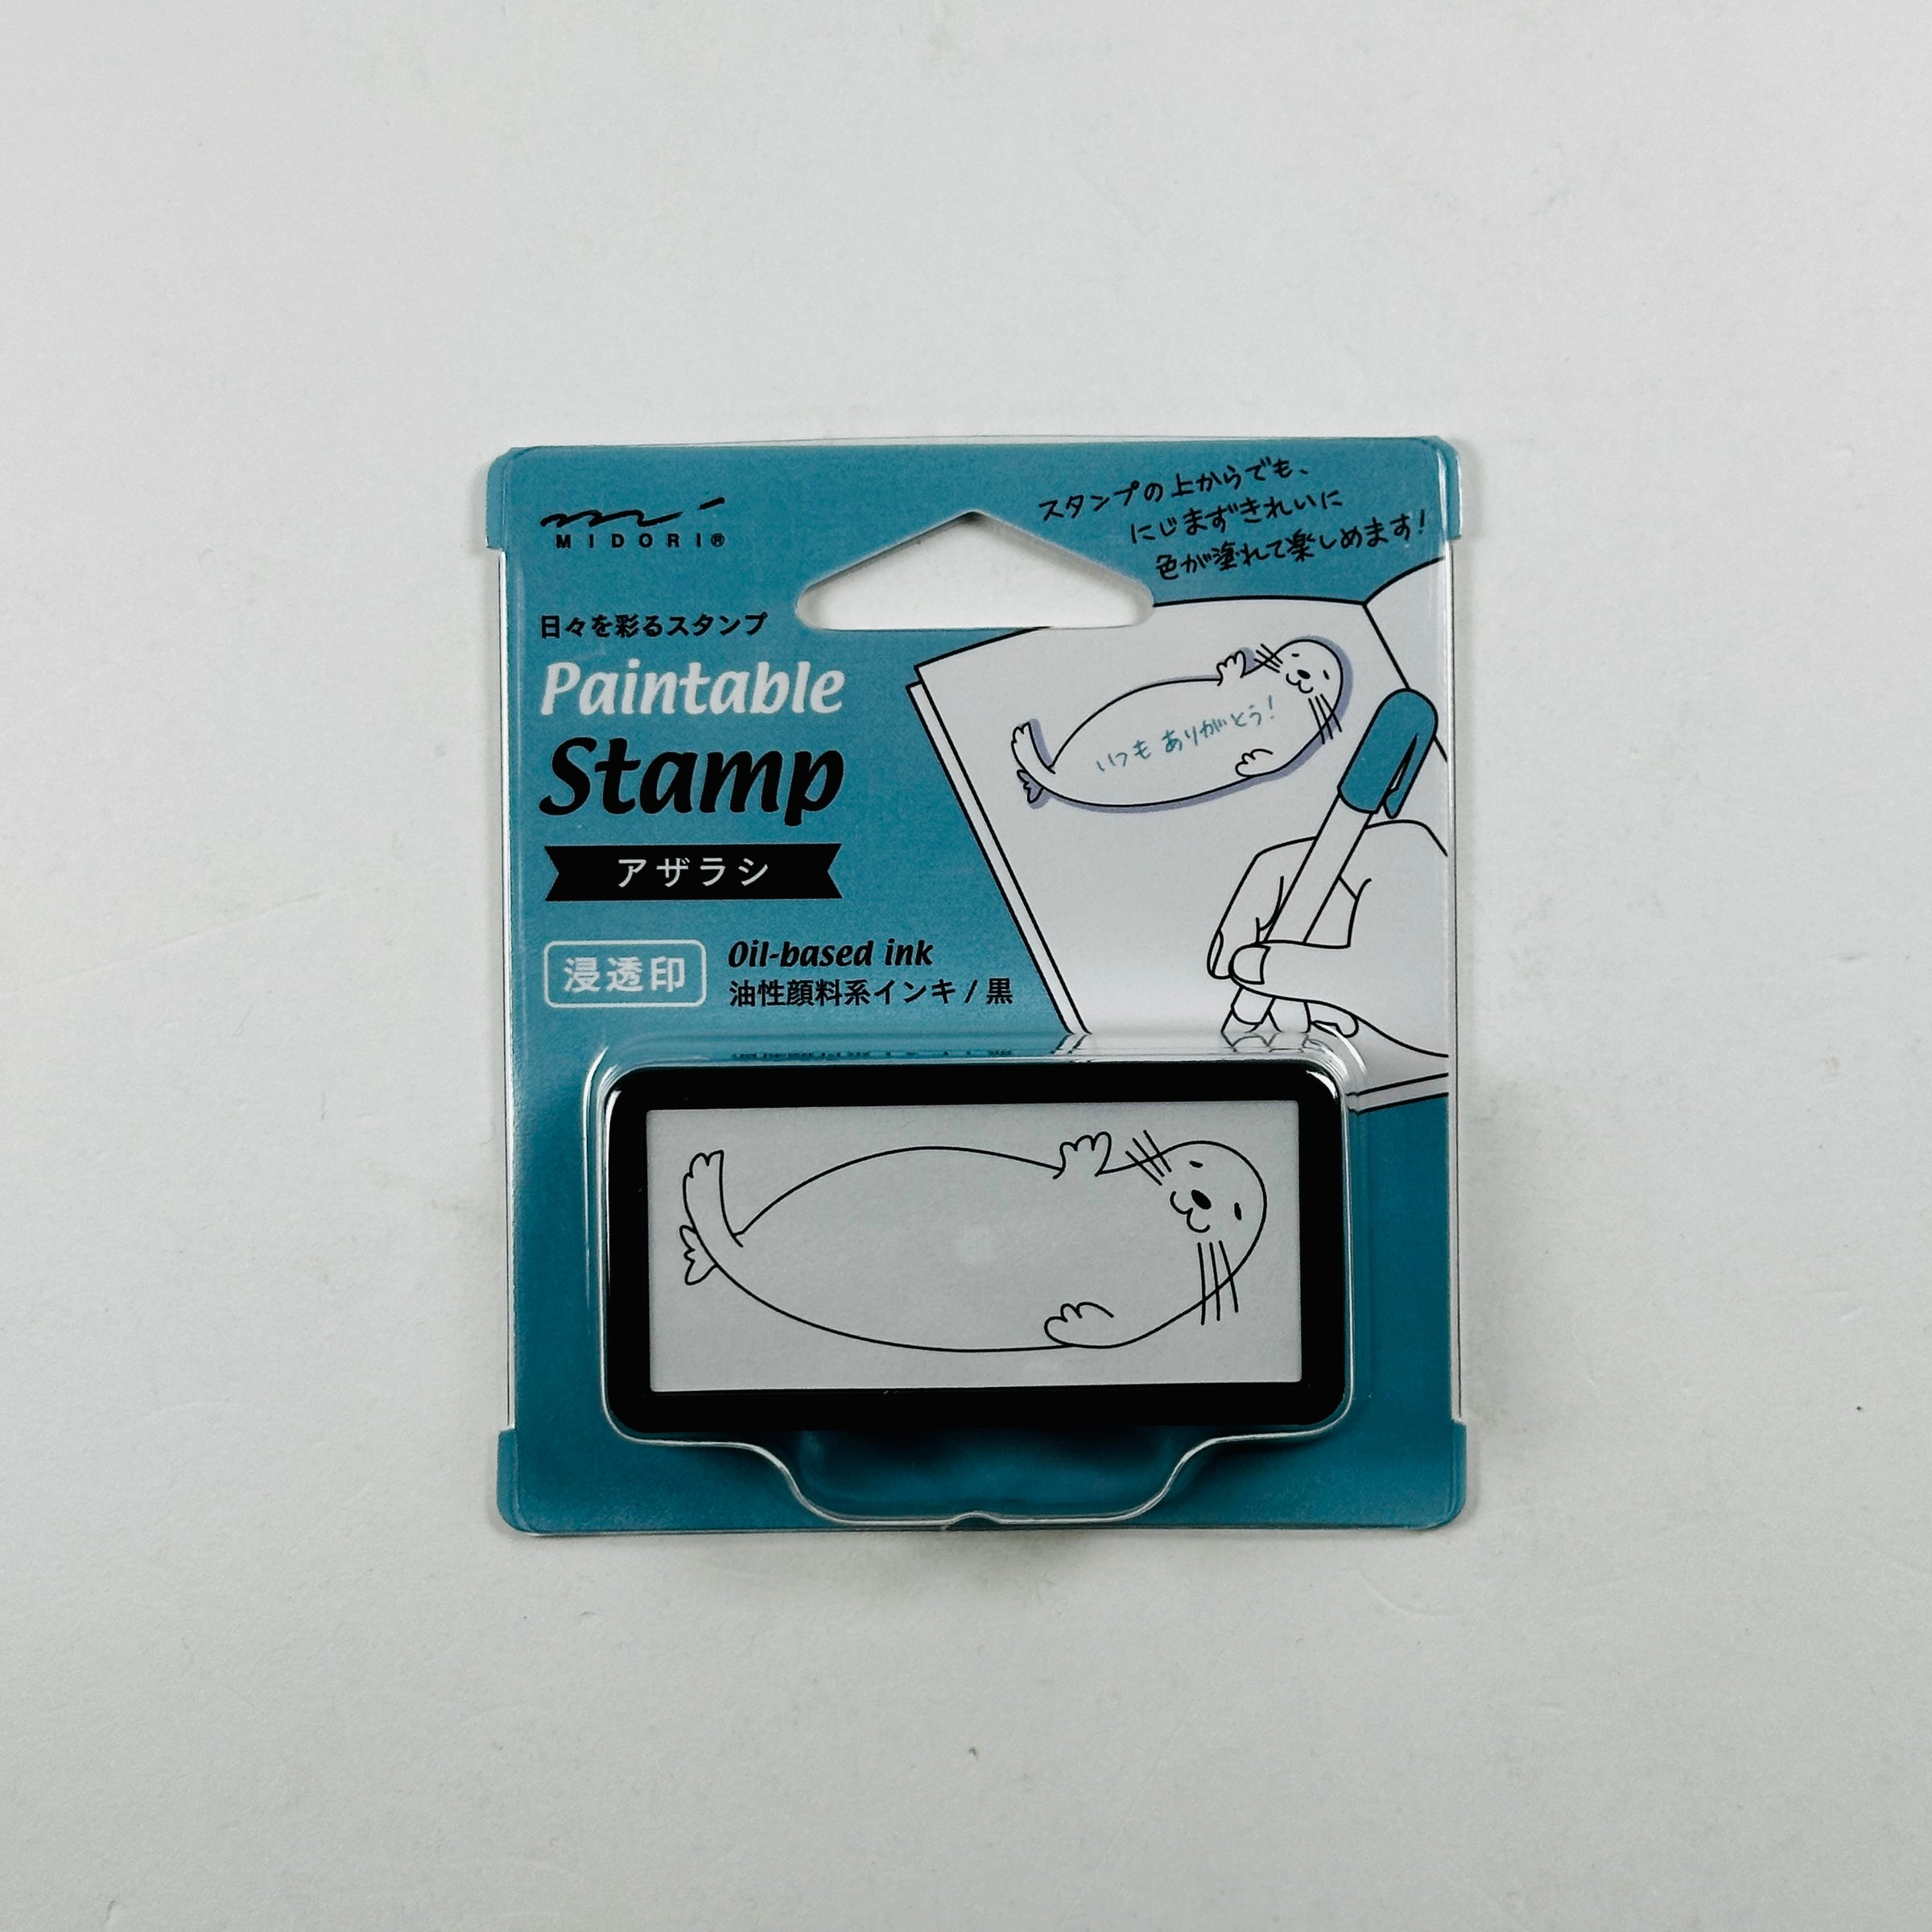 MIDORI®
スタンプの上からでも、
にじまずきれいに
色が塗れて楽しめます!
日々を彩るスタンプ
Paintable
Stamp
アザラシ
いつも ありがとう!
浸透印
Oil-based ink
油性顔料系インキ / 黒